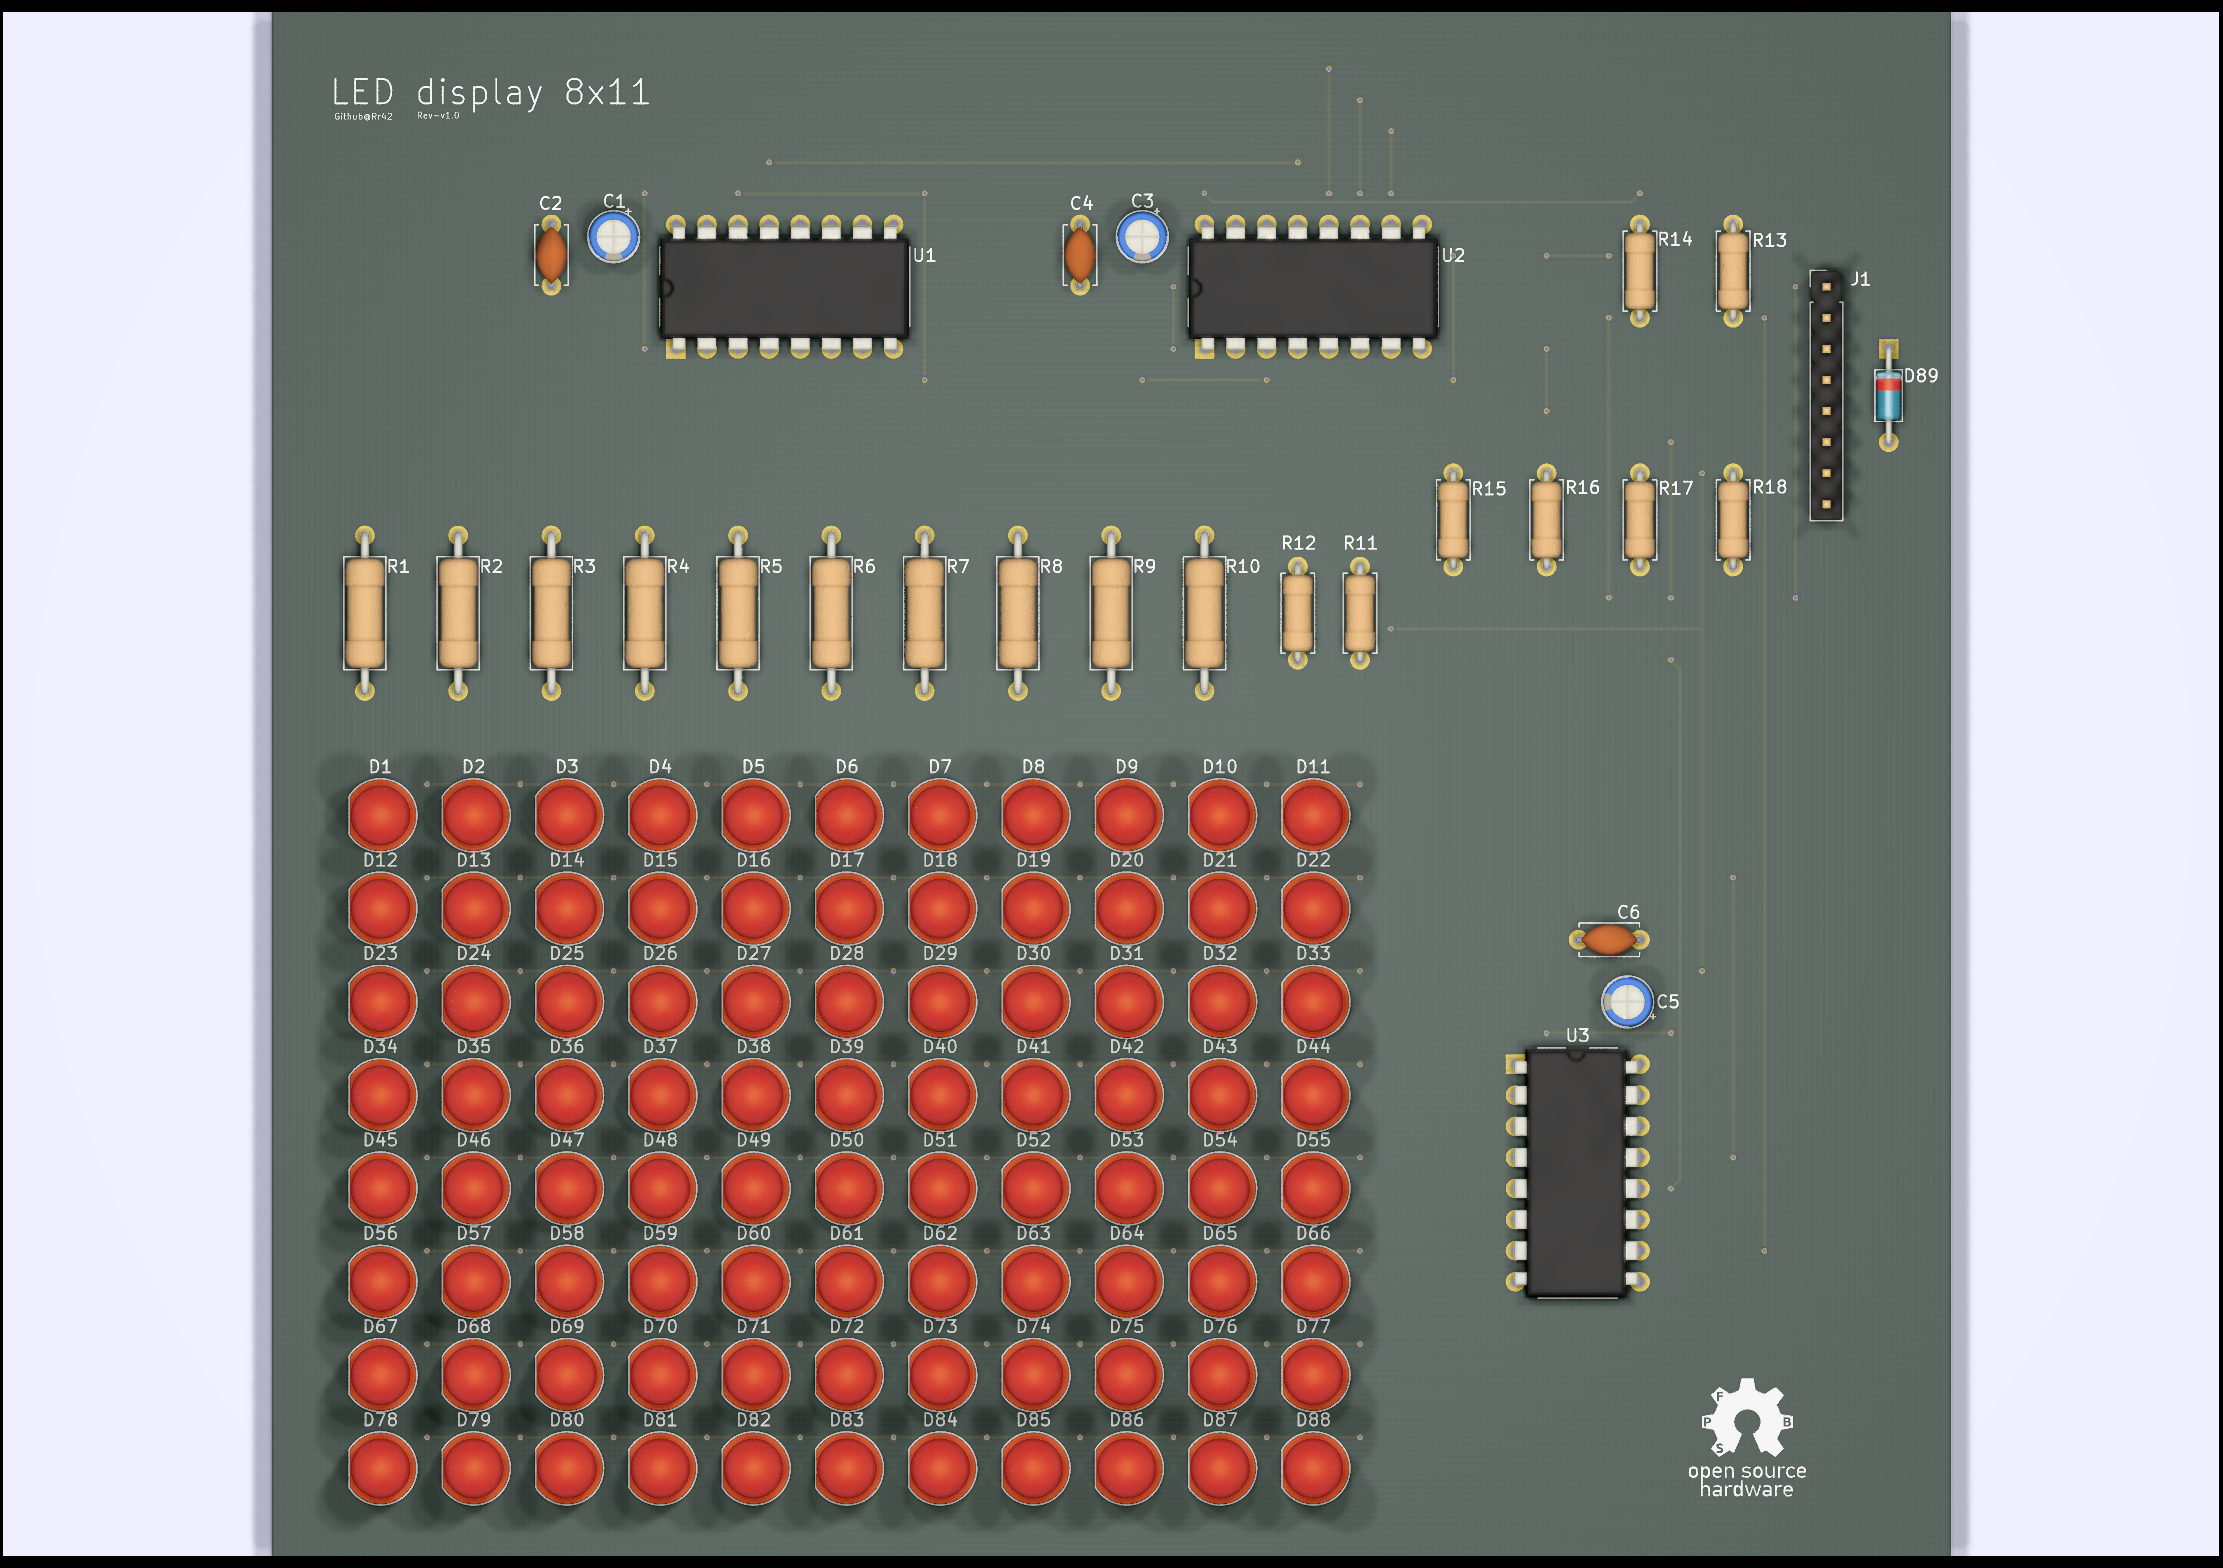 LED display 8x11
Github@Rr42 Rev-v1.0
C2 C1 + U1 C4 C3 + U2 R14 R13
J1
D89
R15 R16 R17 R18
R12 R11
R1 R2 R3 R4 R5 R6 R7 R8 R9 R10
D1 D2 D3 D4 D5 D6 D7 D8 D9 D10 D11
D12 D13 D14 D15 D16 D17 D18 D19 D20 D21 D22
D23 D24 D25 D26 D27 D28 D29 D30 D31 D32 D33
D34 D35 D36 D37 D38 D39 D40 D41 D42 D43 D44
D45 D46 D47 D48 D49 D50 D51 D52 D53 D54 D55
D56 D57 D58 D59 D60 D61 D62 D63 D64 D65 D66
D67 D68 D69 D70 D71 D72 D73 D74 D75 D76 D77
D78 D79 D80 D81 D82 D83 D84 D85 D86 D87 D88
C6
C5 +
U3
F
P B
S
open source
hardware